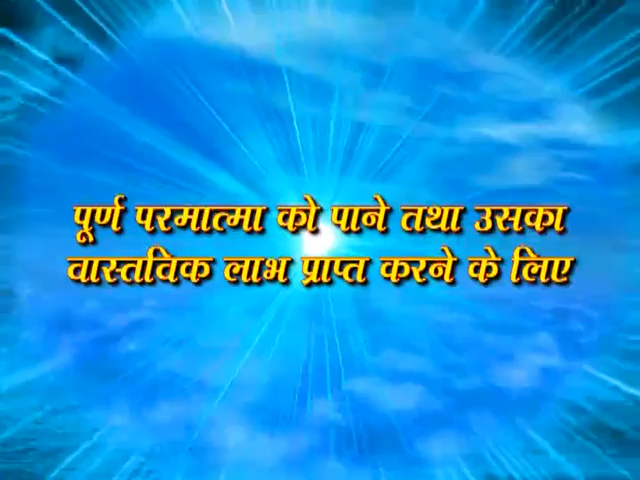 पूर्ण परमात्मा को पाने तथा उसका
वास्तविक लाभ प्राप्त करने के लिए